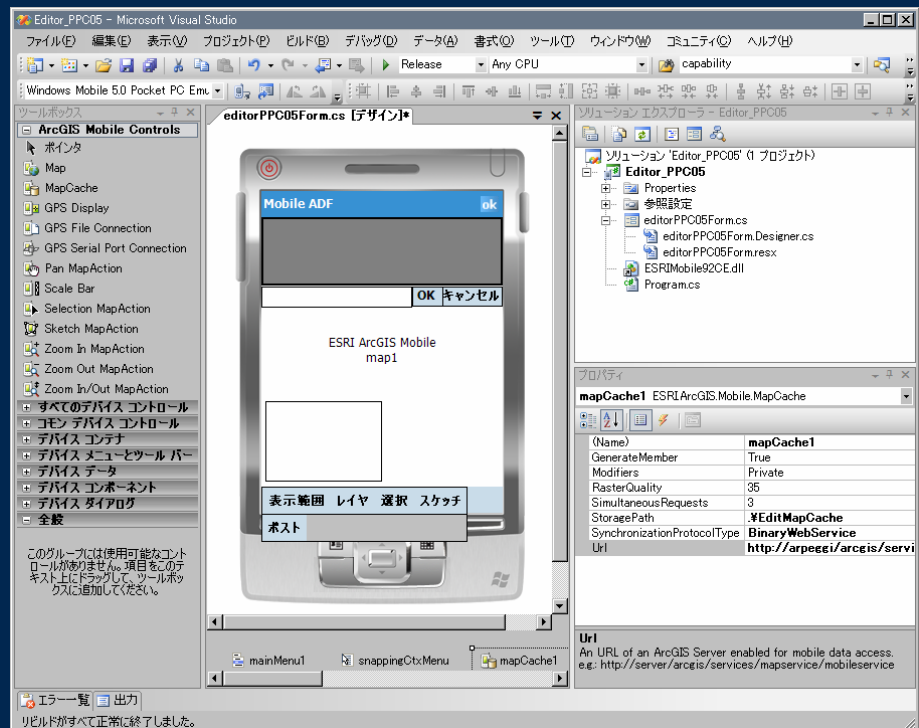 Editor_PPC05 - Microsoft Visual Studio
ファイル(F) 編集(E) 表示(V) プロジェクト(P) ビルド(B) デバッグ(D) データ(A) 書式(O) ツール(T) ウィンドウ(W) コミュニティ(C) ヘルプ(H)
Release Any CPU capability
Windows Mobile 5.0 Pocket PC Emu
ツールボックス
ArcGIS Mobile Controls
ポインタ
Map
MapCache
GPS Display
GPS File Connection
GPS Serial Port Connection
Pan MapAction
Scale Bar
Selection MapAction
Sketch MapAction
Zoom In MapAction
Zoom Out MapAction
Zoom In/Out MapAction
すべてのデバイス コントロール
コモン デバイス コントロール
デバイス コンテナ
デバイス メニューとツール バー
デバイス データ
デバイス コンポーネント
デバイス ダイアログ
全般
このグループには使用可能なコント
ロールがありません。項目をこのテ
キスト上にドラッグして、ツールボッ
クスに追加してください。
editorPPC05Form.cs [デザイン]*
Mobile ADF ok
OK キャンセル
ESRI ArcGIS Mobile
map1
表示範囲 レイヤ 選択 スケッチ
ポスト
mainMenu1 snappingCtxMenu mapCache1
ソリューション エクスプローラ - Editor_PPC05
ソリューション 'Editor_PPC05' (1 プロジェクト)
Editor_PPC05
Properties
参照設定
editorPPC05Form.cs
editorPPC05Form.Designer.cs
editorPPC05Form.resx
ESRIMobile92CE.dll
Program.cs
プロパティ
mapCache1 ESRI.ArcGIS.Mobile.MapCache
(Name) mapCache1
GenerateMember True
Modifiers Private
RasterQuality 35
SimultaneousRequests 3
StoragePath .¥EditMapCache
SynchronizationProtocolType BinaryWebService
Url http://arpeggi/arcgis/servi
Url
An URL of an ArcGIS Server enabled for mobile data access.
e.g.: http://server/arcgis/services/mapservice/mobileservice
エラー一覧 出力
リビルドがすべて正常に終了しました。